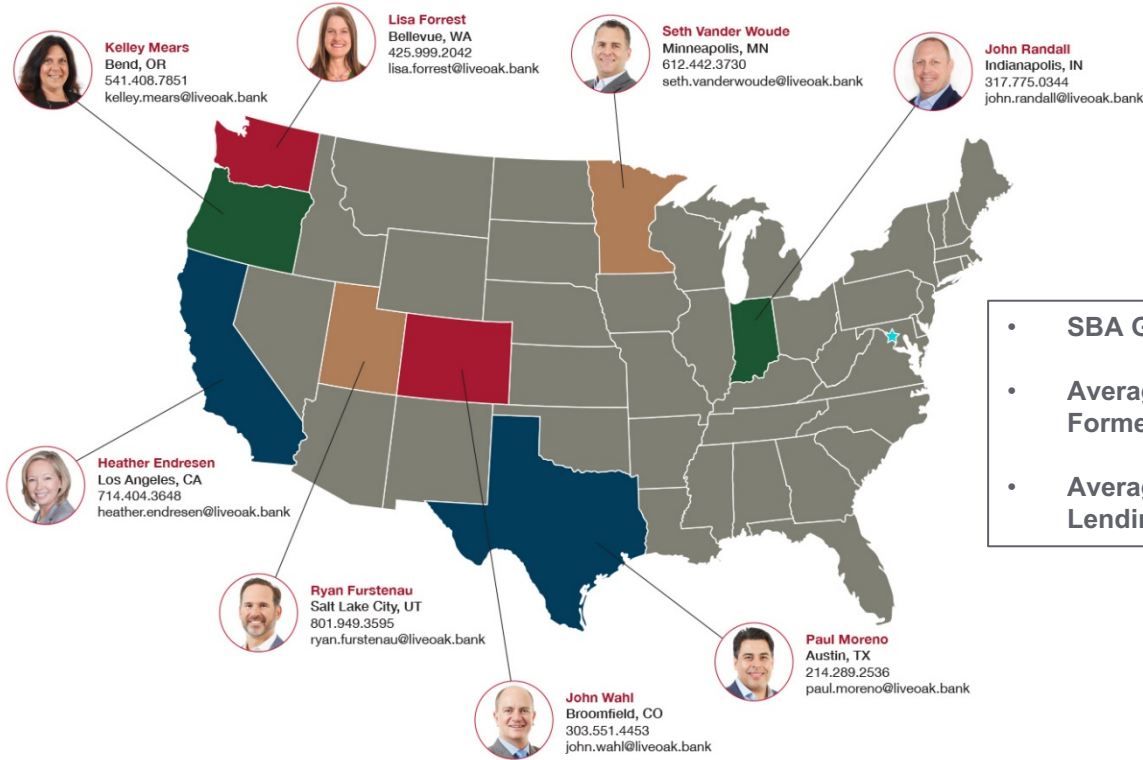 Kelley Mears
Bend, OR
541.408.7851
kelley.mears@liveoak.bank
Lisa Forrest
Bellevue, WA
425.999.2042
lisa.forrest@liveoak.bank
Seth Vander Woude
Minneapolis, MN
612.442.3730
seth.vanderwoude@liveoak.bank
John Randall
Indianapolis, IN
317.775.0344
john.randall@liveoak.bank
• SBA
• 
Forme
• 
Lendin
Heather Endresen
Los Angeles, CA
714.404.3648
heather.endresen@liveoak.bank
Ryan Furstenau
Salt Lake City, UT
801.949.3595
ryan.furstenau@liveoak.bank
John Wahl
Broomfield, CO
303.551.4453
john.wahl@liveoak.bank
Paul Moreno
Austin, TX
214.289.2536
paul.moreno@liveoak.bank